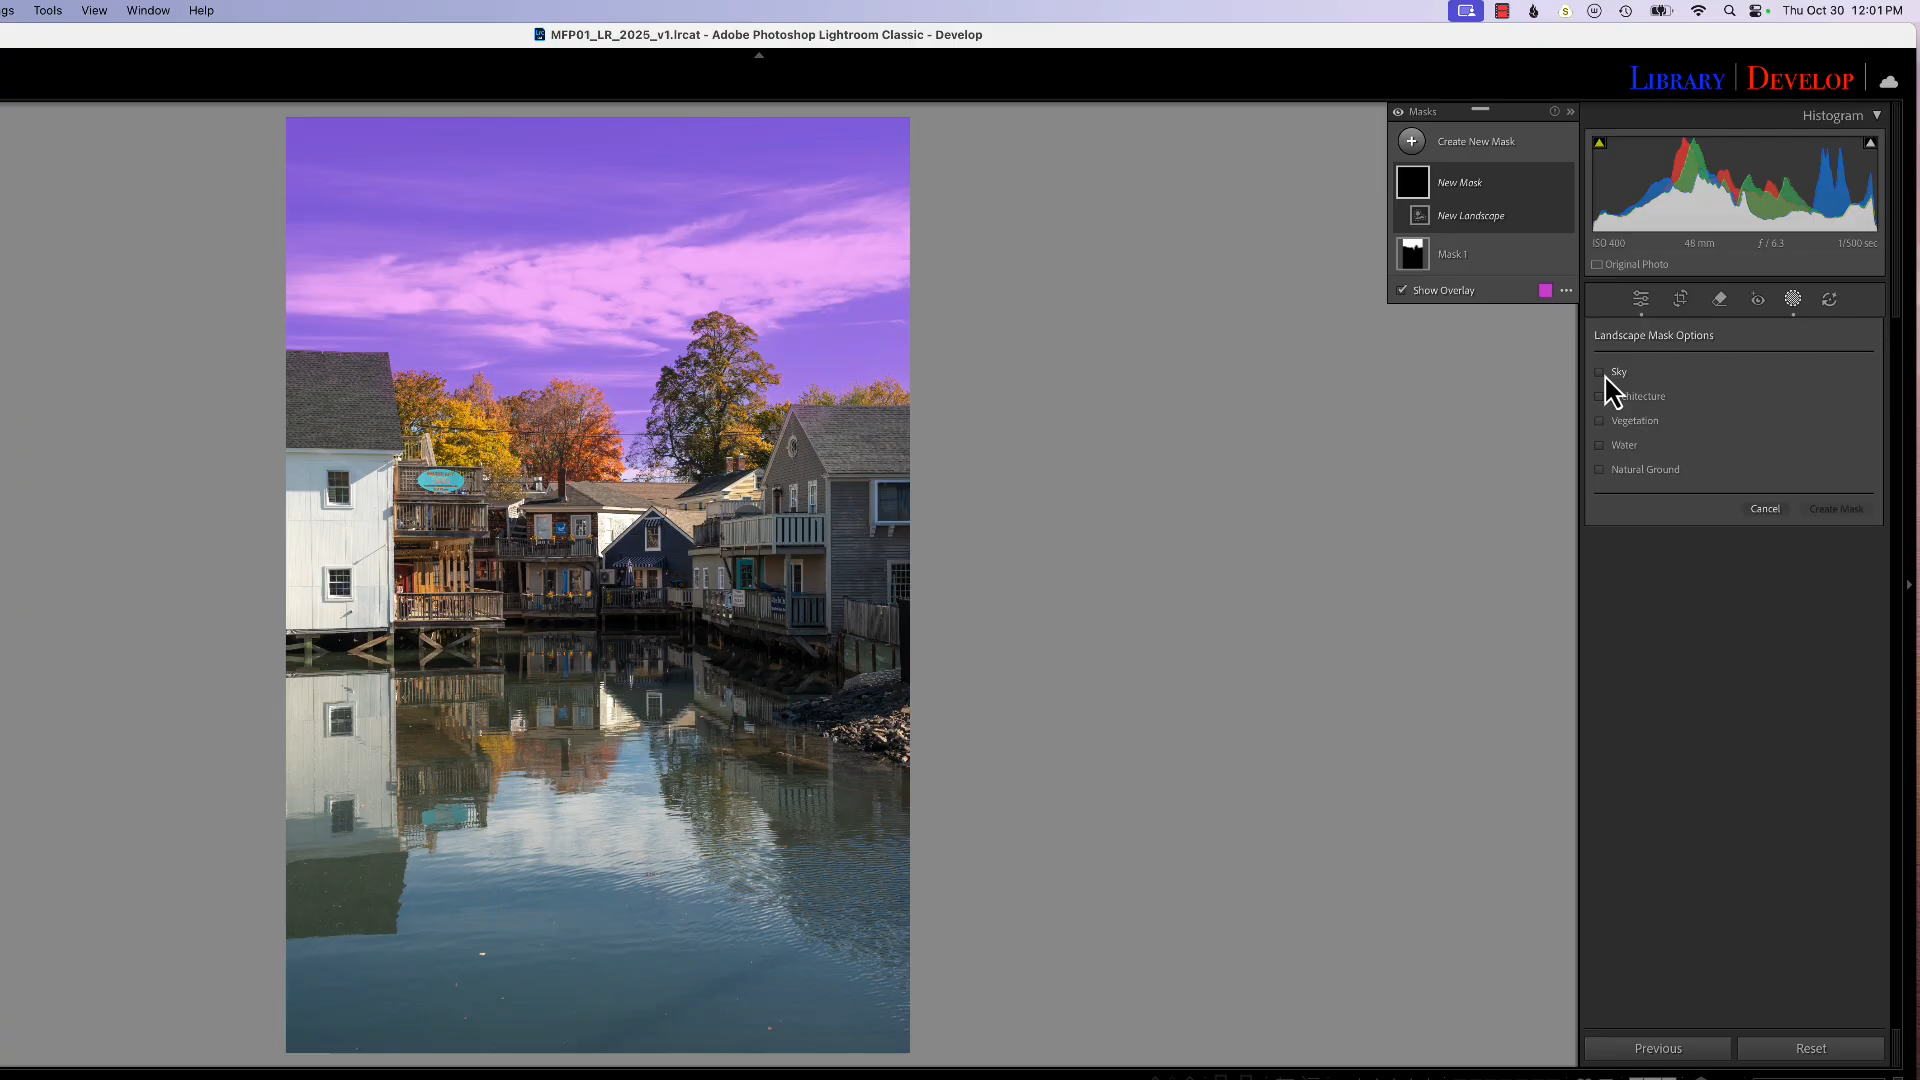 gs Tools View Window Help Thu Oct 30 12:01 PM
MFP01_LR_2025_v1.lrcat - Adobe Photoshop Lightroom Classic - Develop
LIBRARY | DEVELOP
Masks
Histogram
Create New Mask
New Mask
New Landscape
Mask 1
Show Overlay
ISO 400 48 mm ƒ / 6.3 1/500 sec
Original Photo
Landscape Mask Options
Sky
hitecture
Vegetation
Water
Natural Ground
Cancel Create Mask
Previous Reset